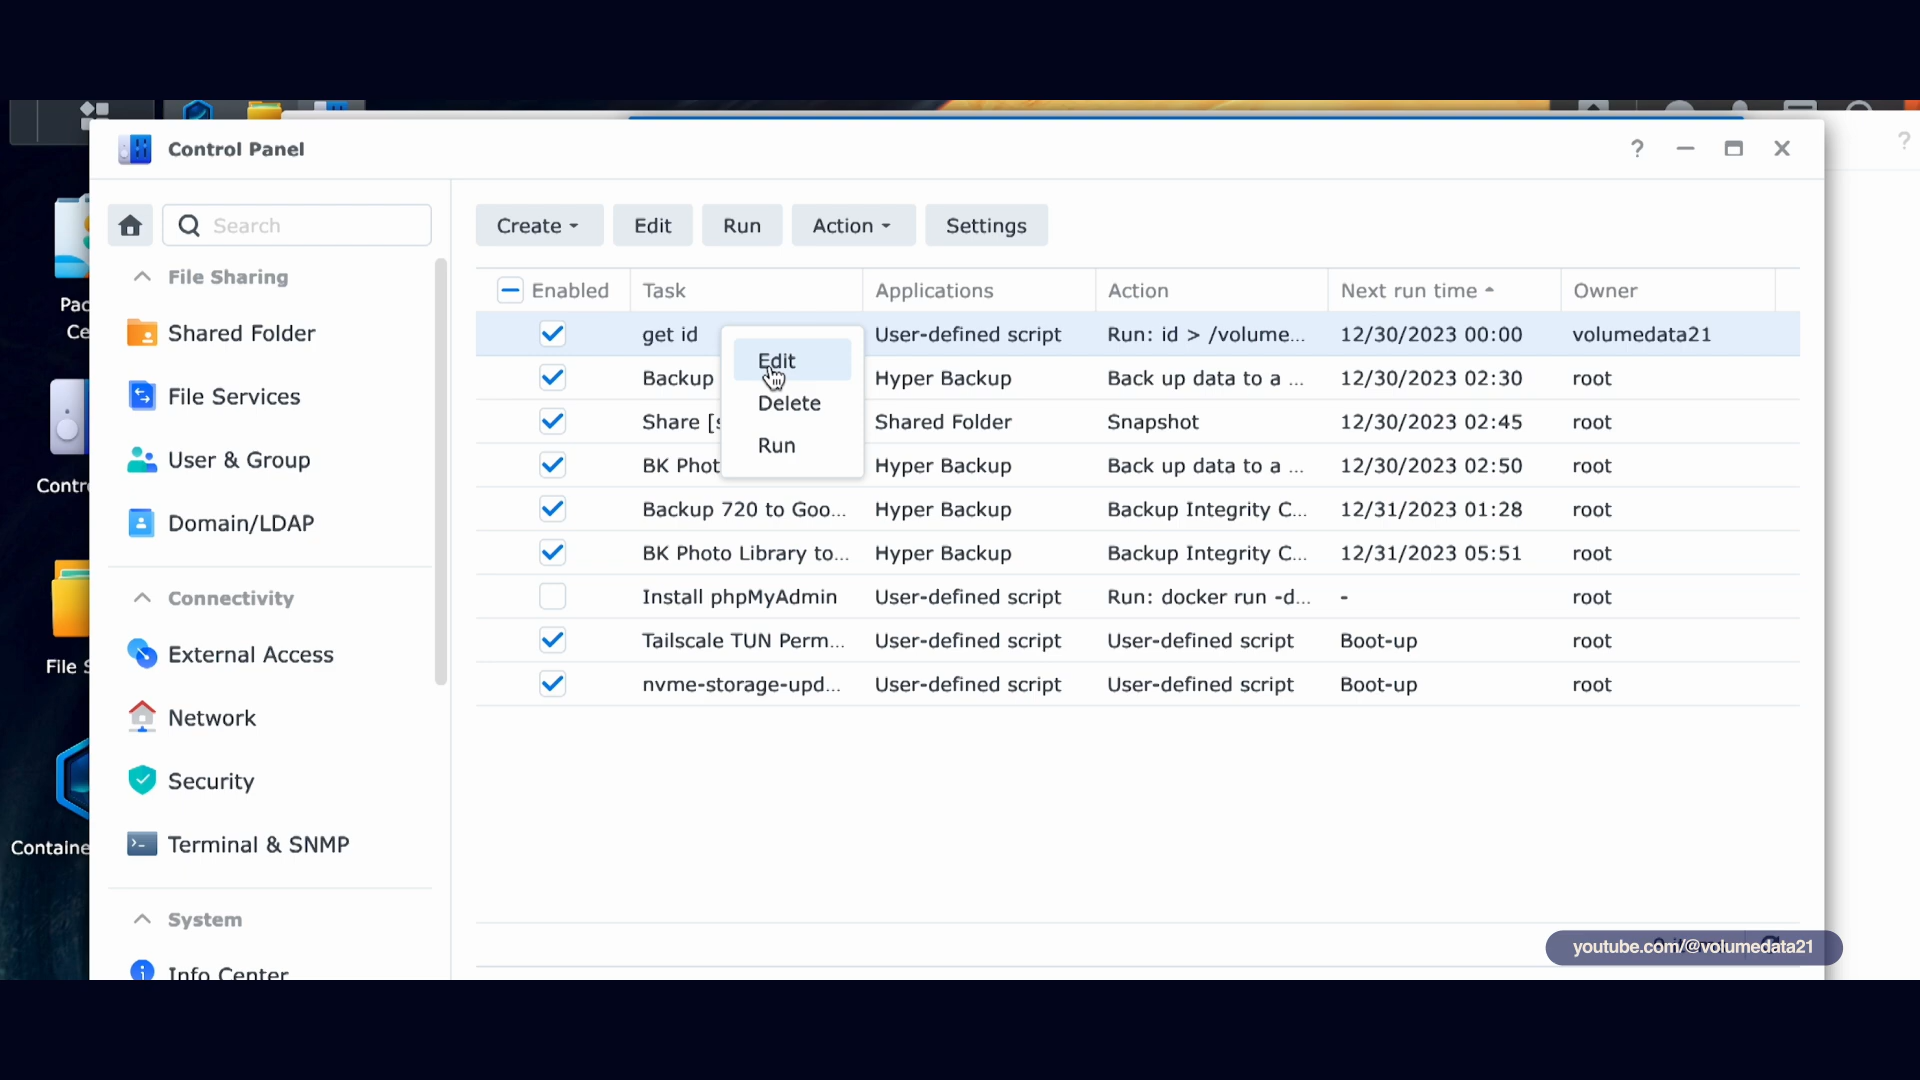 Control Panel
?
?
Search
Create
Edit
Run
Action
Settings
File Sharing
Shared Folder
File Services
User & Group
Domain/LDAP
Connectivity
External Access
Network
Security
Terminal & SNMP
System
Info Center
Enabled Task Applications Action Next run time Owner
get id User-defined script Run: id > /volume... 12/30/2023 00:00 volumedata21
Backup Hyper Backup Back up data to a ... 12/30/2023 02:30 root
Share [s Shared Folder Snapshot 12/30/2023 02:45 root
BK Phot Hyper Backup Back up data to a ... 12/30/2023 02:50 root
Backup 720 to Goo... Hyper Backup Backup Integrity C... 12/31/2023 01:28 root
BK Photo Library to... Hyper Backup Backup Integrity C... 12/31/2023 05:51 root
Install phpMyAdmin User-defined script Run: docker run -d... - root
Tailscale TUN Perm... User-defined script User-defined script Boot-up root
nvme-storage-upd... User-defined script User-defined script Boot-up root
Edit
Delete
Run
Pac
Ce
Contr
File S
Containe
youtube.com/@volumedata21